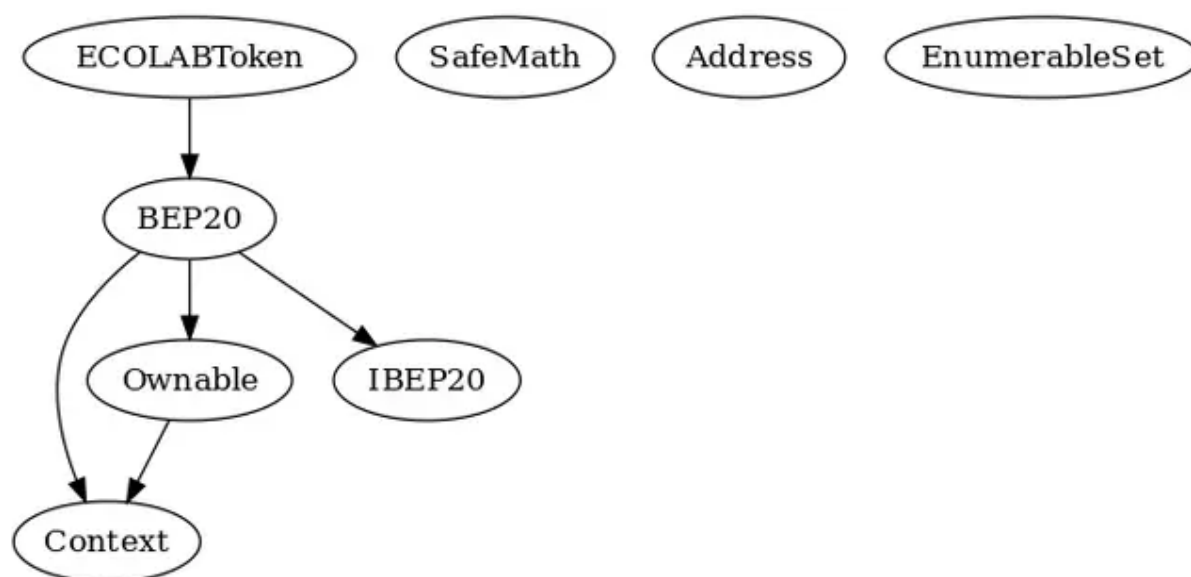 ECOLABToken
SafeMath
Address
EnumerableSet
BEP20
Ownable
IBEP20
Context